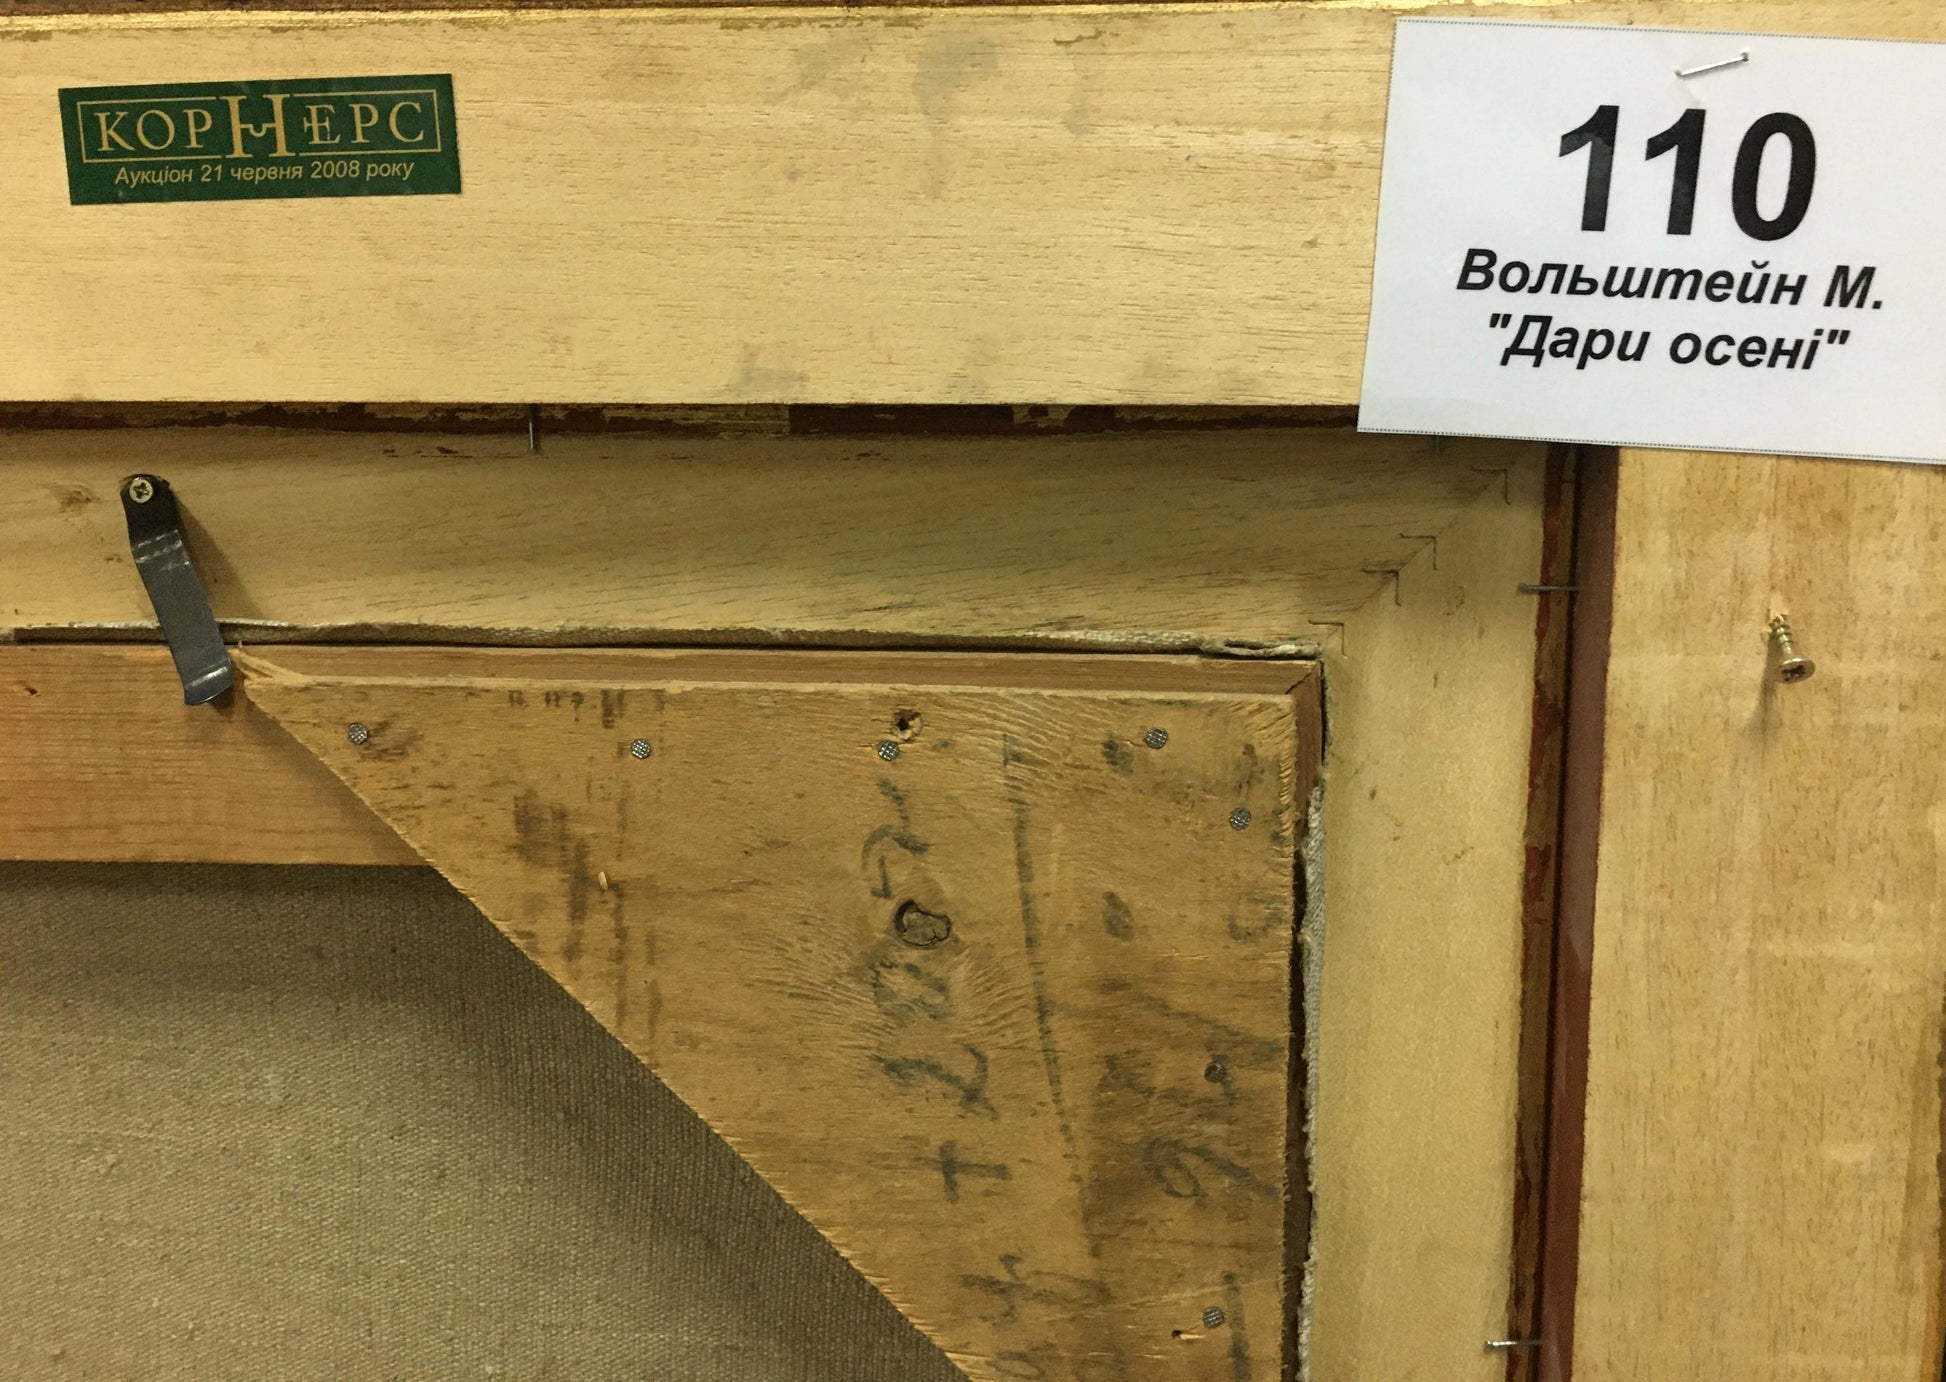 КОРНЕРС
Аукціон 21 червня 2008 року
110
Вольштейн М.
"Дари осені"